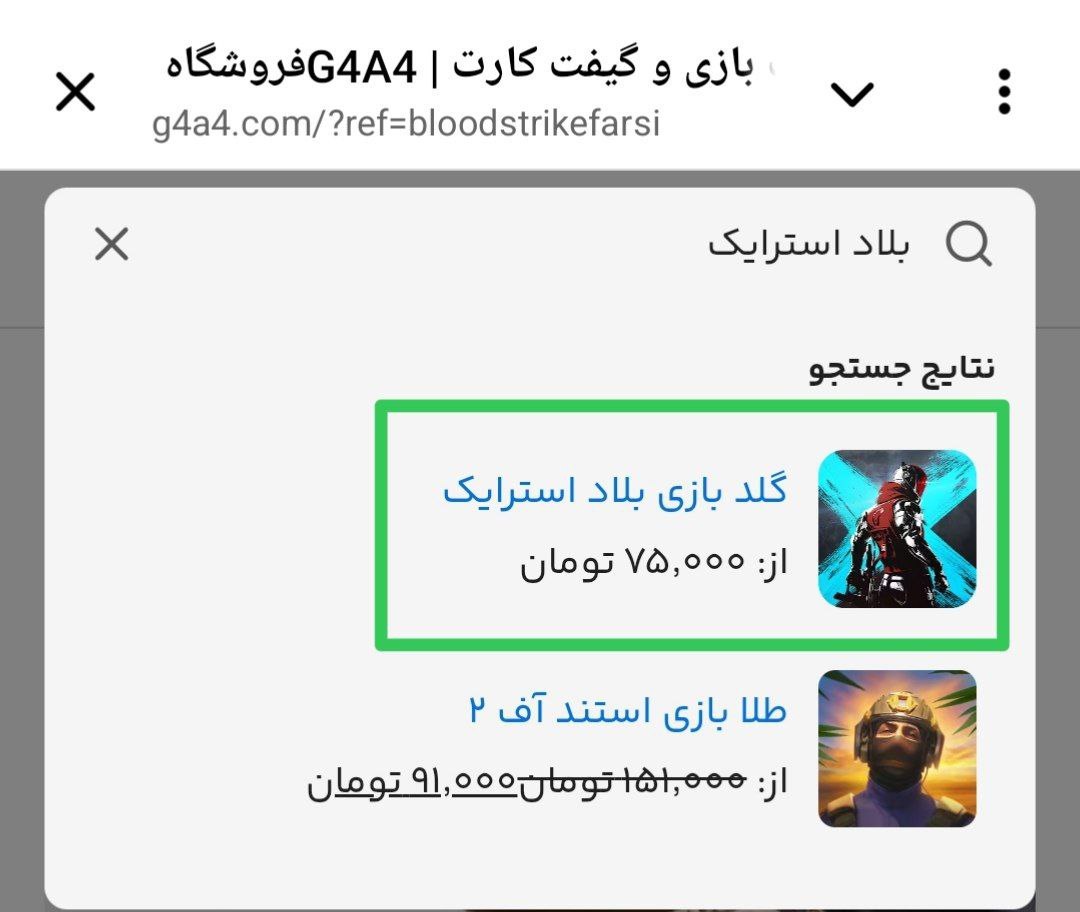 بازی و گیفت کارت | G4A4فروشگاه
g4a4.com/?ref=bloodstrikefarsi
بلاد استرایک
نتایج جستجو
گلد بازی بلاد استرایک
از: ۷۵,۰۰۰ تومان
طلا بازی استند آف ۲
از: ۱۵۱,۰۰۰ تومان ۹۱,۰۰۰ تومان